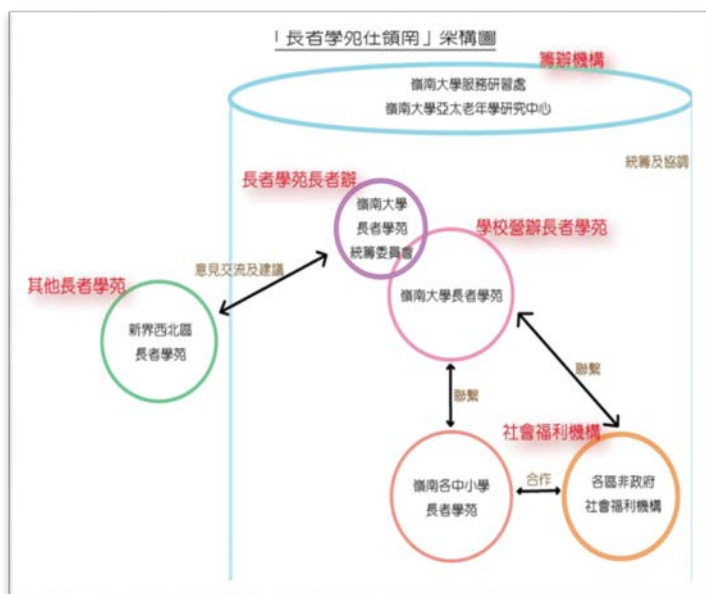 「長者學苑在嶺南」架構圖
籌辦機構
嶺南大學服務研習處
嶺南大學亞太老年學研究中心
統籌及協調
長者學苑長者辦
嶺南大學
長者學苑
統籌委員會
學校營辦長者學苑
嶺南大學長者學苑
意見交流及建議
其他長者學苑
新界西北區
長者學苑
聯繫
聯繫
社會福利機構
嶺南各中小學
長者學苑
合作
各區非政府
社會福利機構